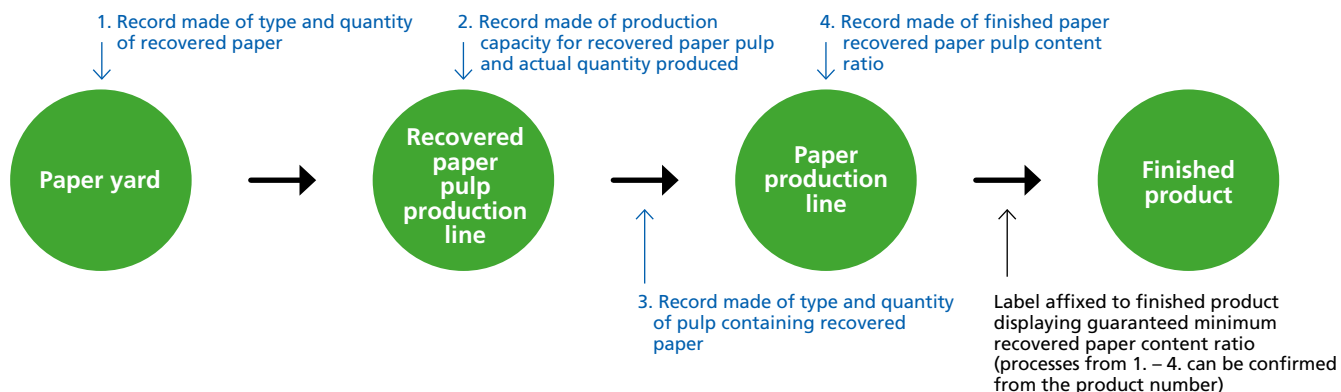 1. Record made of type and quantity
of recovered paper
2. Record made of production
capacity for recovered paper pulp
and actual quantity produced
4. Record made of finished paper
recovered paper pulp content
ratio
Paper yard
Recovered
paper
pulp
production
line
Paper
production
line
Finished
product
3. Record made of type and quantity
of pulp containing recovered
paper
Label affixed to finished product
displaying guaranteed minimum
recovered paper content ratio
(processes from 1. – 4. can be confirmed
from the product number)